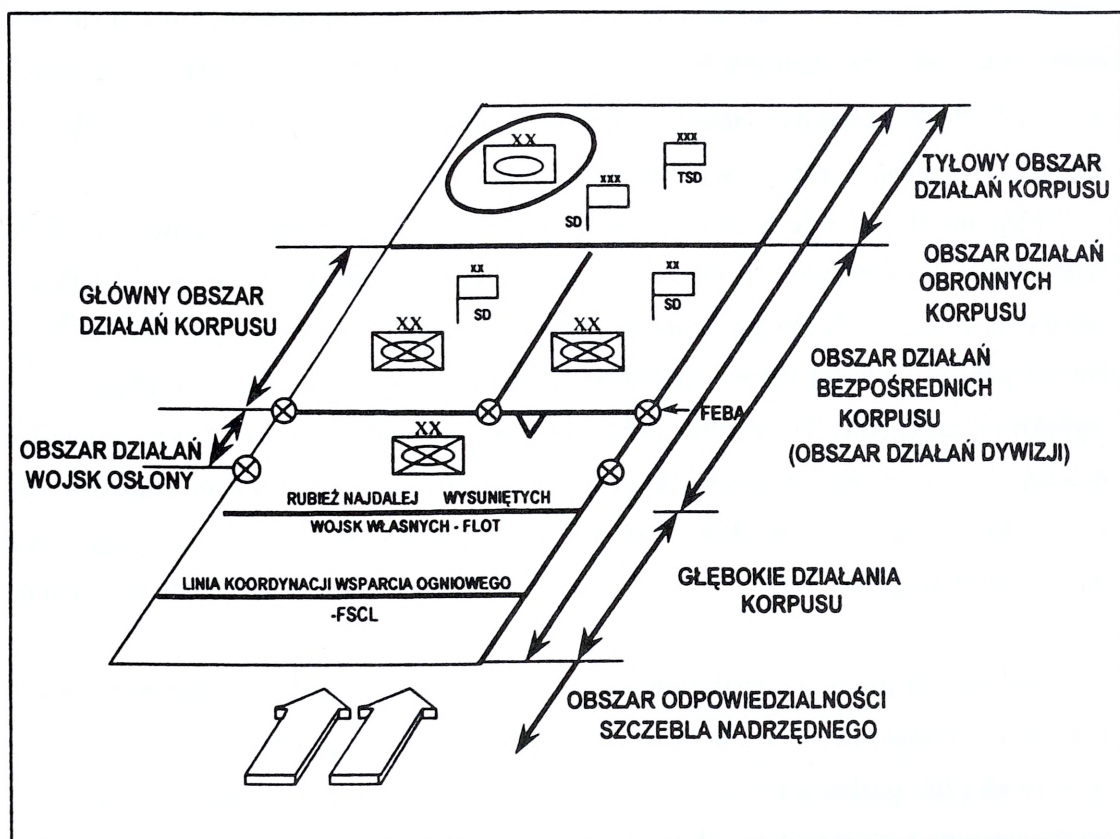 XX
XXX
TSD
XXX
SD
TYŁOWY OBSZAR
DZIAŁAŃ KORPUSU
OBSZAR DZIAŁAŃ
OBRONNYCH
KORPUSU
XX
SD
XX
SD
GŁÓWNY OBSZAR
DZIAŁAŃ KORPUSU
XX
XX
OBSZAR DZIAŁAŃ
BEZPOŚREDNICH
KORPUSU
(OBSZAR DZIAŁAŃ DYWIZJI)
FEBA
XX
OBSZAR DZIAŁAŃ
WOJSK OSŁONY
RUBIEŻ NAJDALEJ WYSUNIĘTYCH
WOJSK WŁASNYCH - FLOT
GŁĘBOKIE DZIAŁANIA
KORPUSU
LINIA KOORDYNACJI WSPARCIA OGNIOWEGO
-FSCL
OBSZAR ODPOWIEDZIALNOŚCI
SZCZEBLA NADRZĘDNEGO